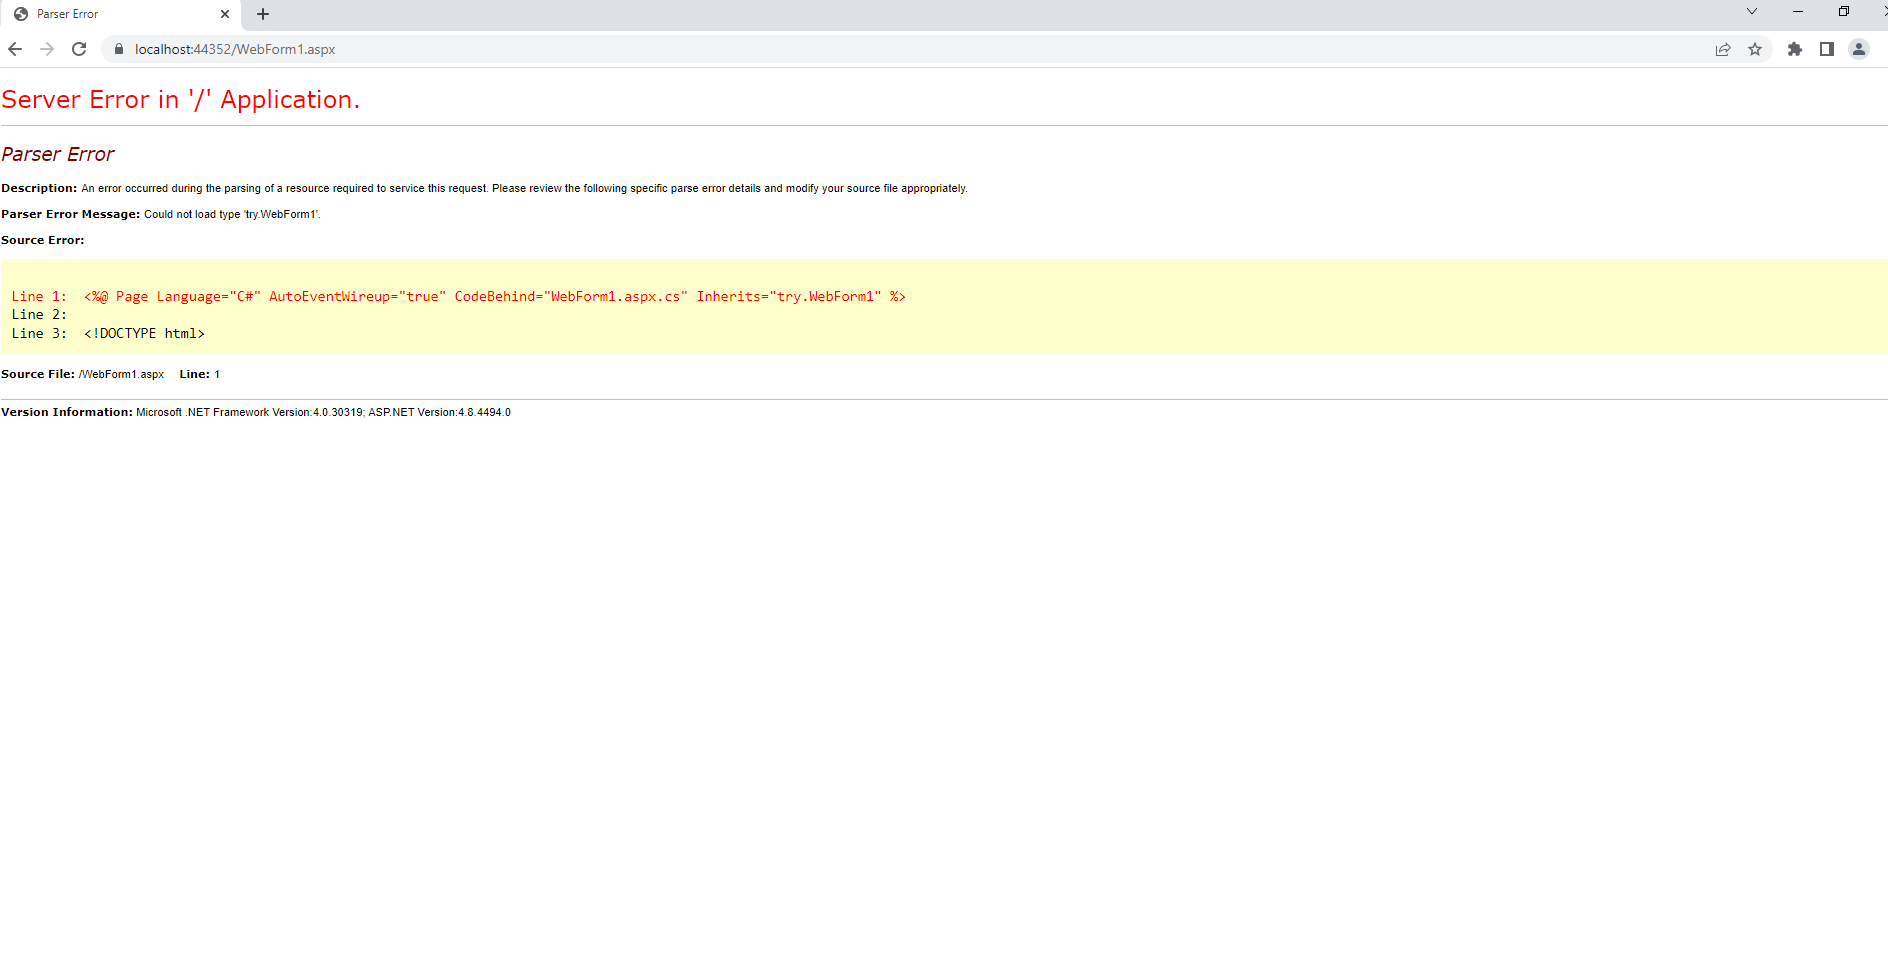 Parser Error
localhost:44352/WebForm1.aspx
Server Error in '/' Application.
Parser Error
Description: An error occurred during the parsing of a resource required to service this request. Please review the following specific parse error details and modify your source file appropriately.
Parser Error Message: Could not load type 'try.WebForm1'.
Source Error:
Line 1:  <%@ Page Language="C#" AutoEventWireup="true" CodeBehind="WebForm1.aspx.cs" Inherits="try.WebForm1" %>
Line 2:
Line 3:  <!DOCTYPE html>
Source File: /WebForm1.aspx    Line: 1
Version Information: Microsoft .NET Framework Version:4.0.30319; ASP.NET Version:4.8.4494.0